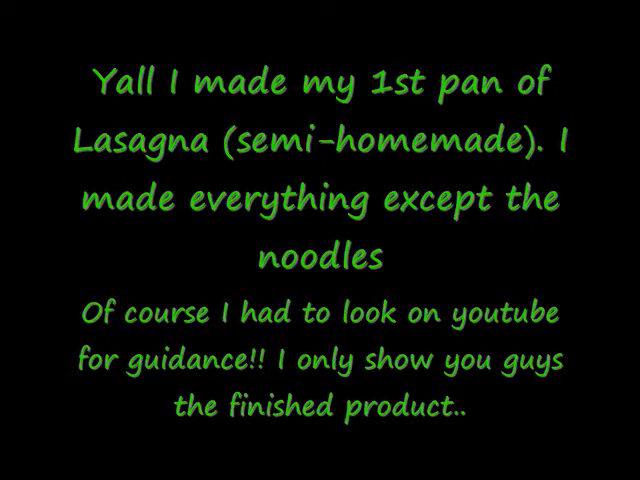 Yall I made my 1st pan of
Lasagna (semi-homemade). I
made everything except the
noodles
Of course I had to look on youtube
for guidance!! I only show you guys
the finished product..